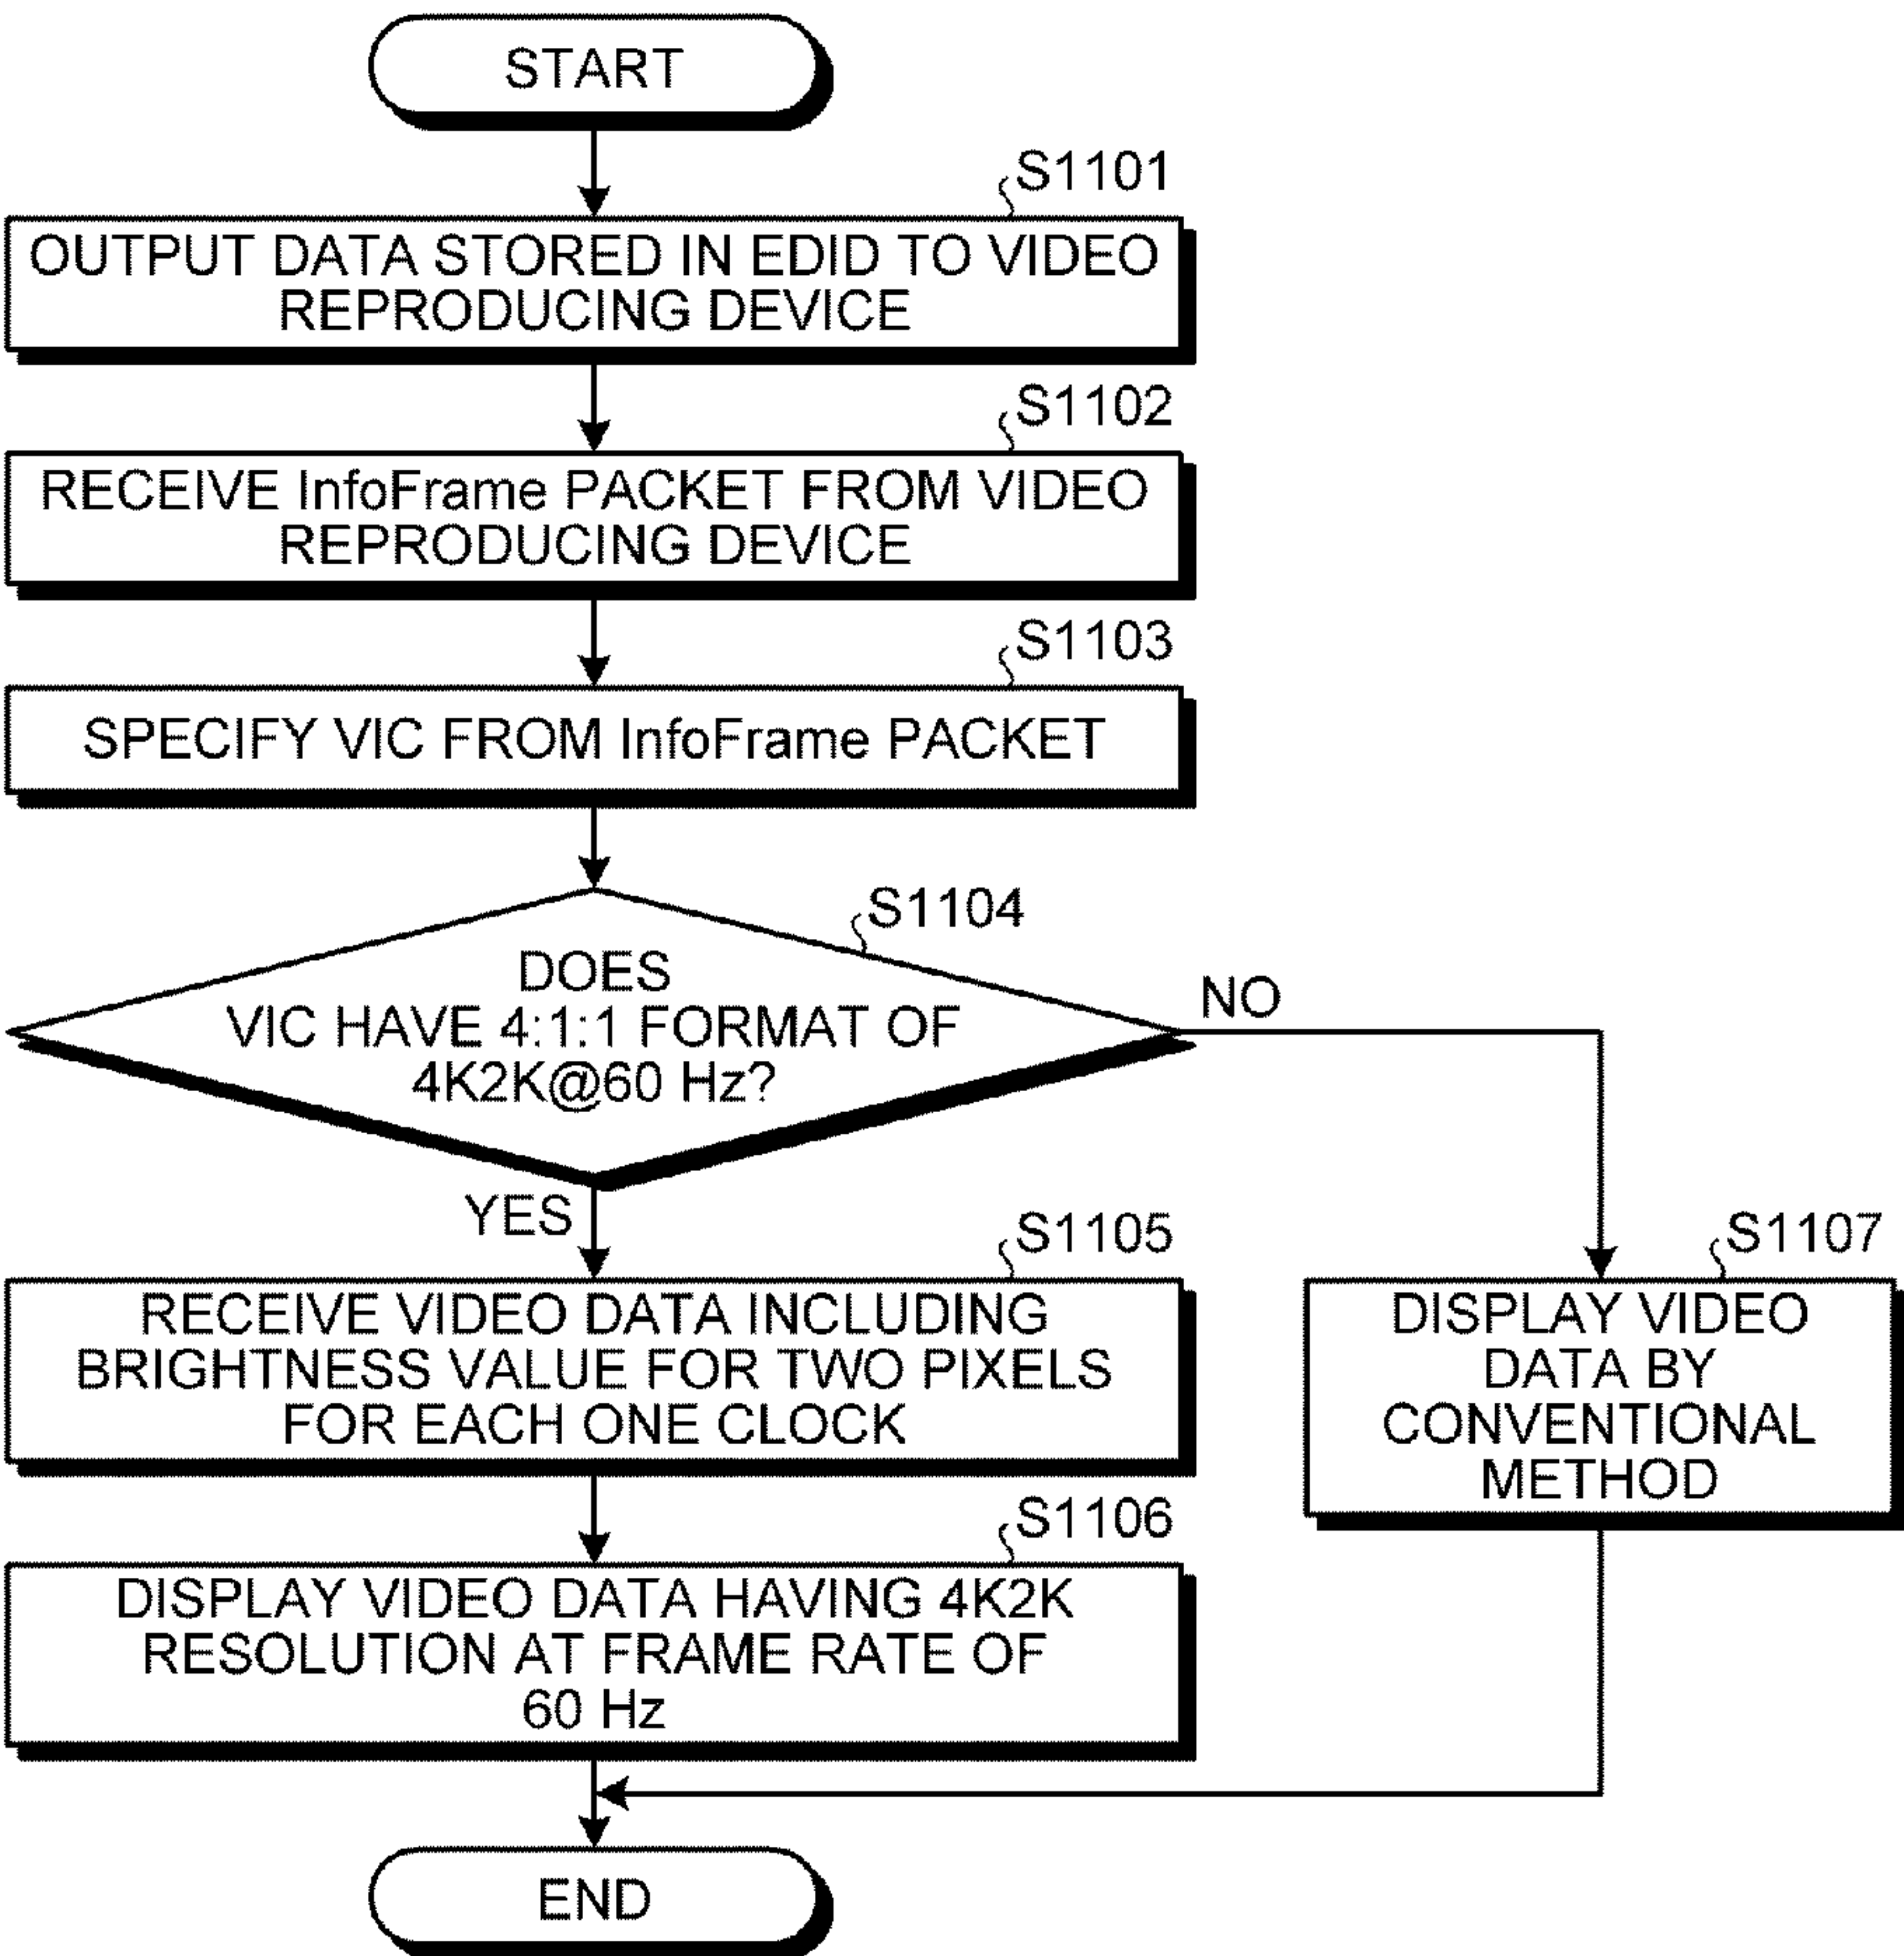 START
S1101
OUTPUT DATA STORED IN EDID TO VIDEO
REPRODUCING DEVICE
S1102
RECEIVE InfoFrame PACKET FROM VIDEO
REPRODUCING DEVICE
S1103
SPECIFY VIC FROM InfoFrame PACKET
S1104
DOES
VIC HAVE 4:1:1 FORMAT OF
4K2K@60 Hz?
NO
YES
S1105
RECEIVE VIDEO DATA INCLUDING
BRIGHTNESS VALUE FOR TWO PIXELS
FOR EACH ONE CLOCK
S1107
DISPLAY VIDEO
DATA BY
CONVENTIONAL
METHOD
S1106
DISPLAY VIDEO DATA HAVING 4K2K
RESOLUTION AT FRAME RATE OF
60 Hz
END